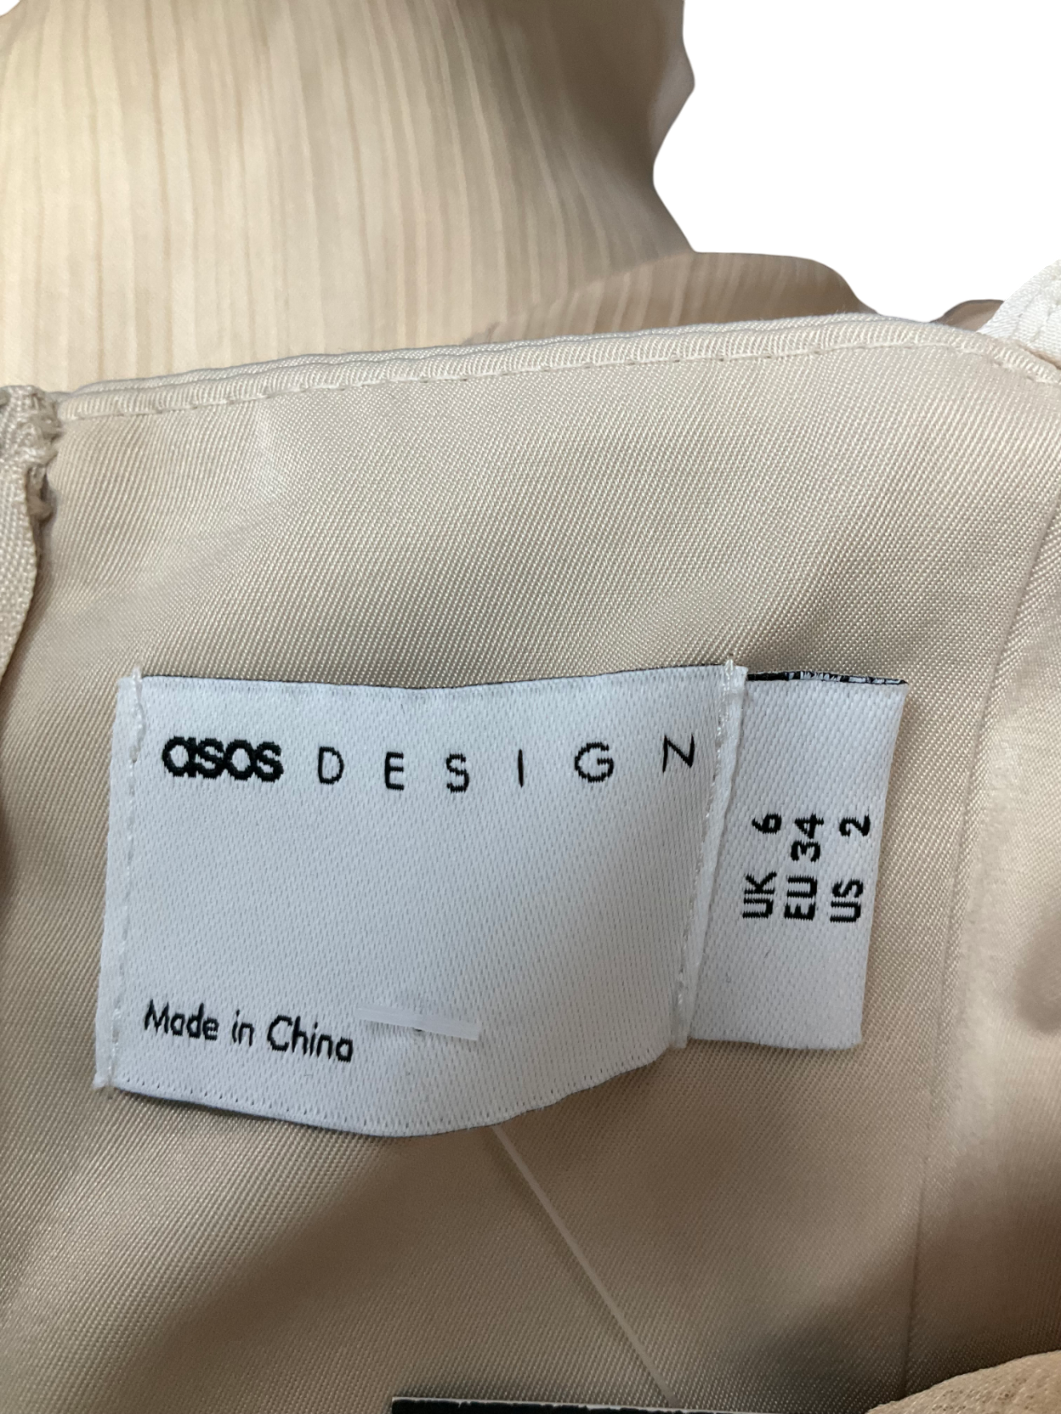 asos DESIGN
Made in China
UK 6
EU 34
US 2